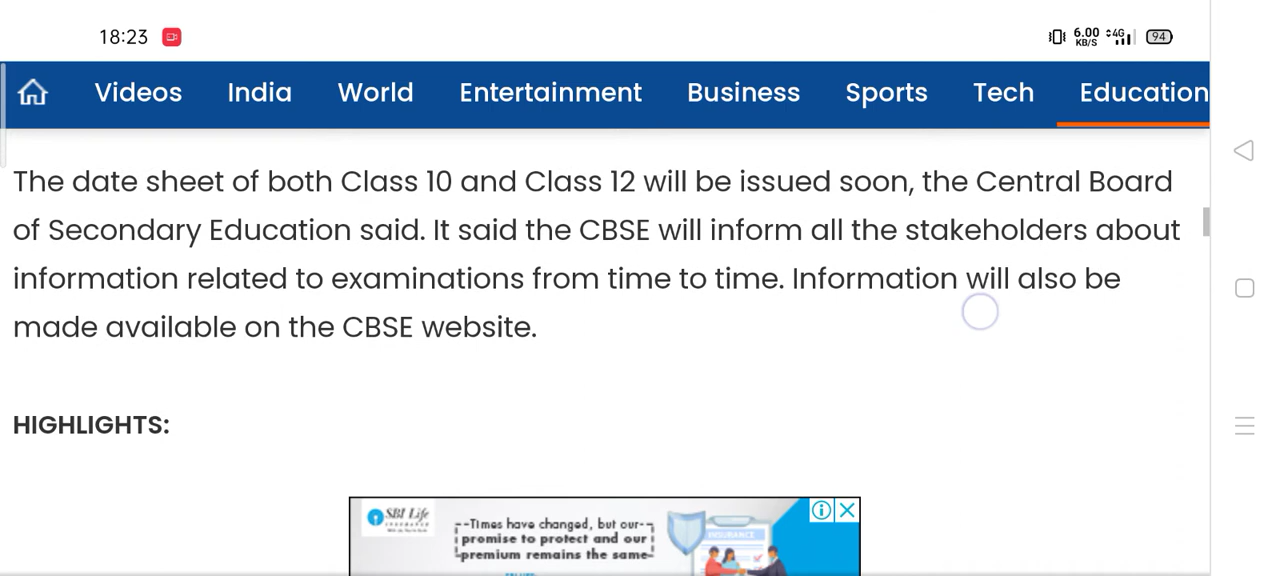 18:23
6.00 KB/S 4G 94
Videos India World Entertainment Business Sports Tech Education
The date sheet of both Class 10 and Class 12 will be issued soon, the Central Board
of Secondary Education said. It said the CBSE will inform all the stakeholders about
information related to examinations from time to time. Information will also be
made available on the CBSE website.
HIGHLIGHTS:
SBI Life
INSURANCE
--Times have changed, but our--
promise to protect and our
premium remains the same
INSURANCE